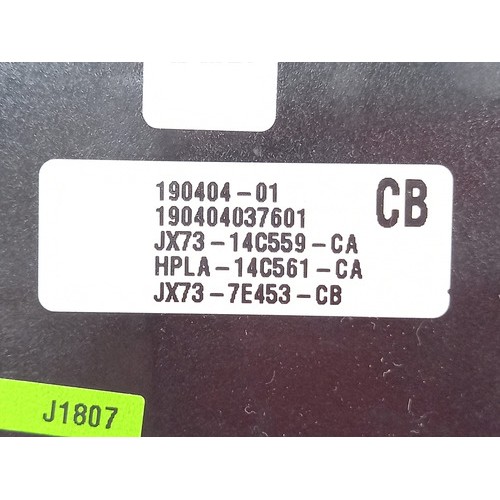 190404-01
CB
190404037601
JX73-14C559-CA
HPLA-14C561-CA
JX73-7E453-CB
J1807